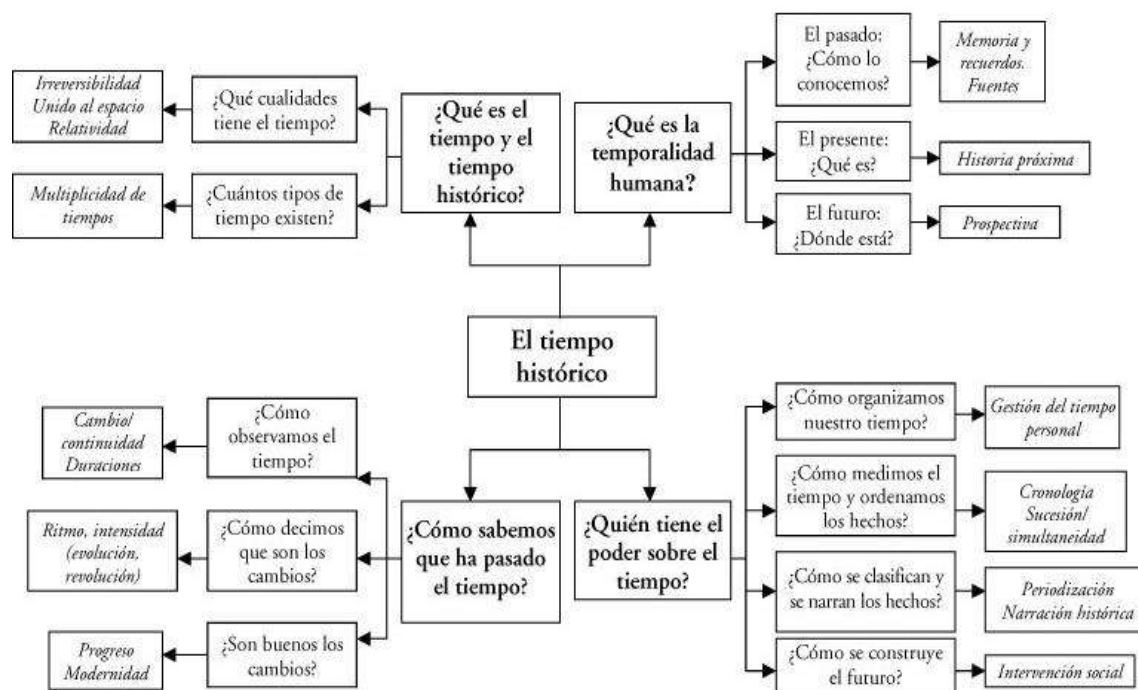 Irreversibilidad
Unido al espacio
Relatividad
¿Qué cualidades
tiene el tiempo?
Multiplicidad de
tiempos
¿Cuántos tipos de
tiempo existen?
¿Qué es el
tiempo y el
tiempo
histórico?
¿Qué es la
temporalidad
humana?
El pasado:
¿Cómo lo
conocemos?
Memoria y
recuerdos.
Fuentes
El presente:
¿Qué es?
Historia próxima
El futuro:
¿Dónde está?
Prospectiva
El tiempo
histórico
Cambio/
continuidad
Duraciones
¿Cómo
observamos el
tiempo?
Ritmo, intensidad
(evolución,
revolución)
¿Cómo decimos
que son los
cambios?
Progreso
Modernidad
¿Son buenos los
cambios?
¿Cómo sabemos
que ha pasado
el tiempo?
¿Quién tiene el
poder sobre el
tiempo?
¿Cómo organizamos
nuestro tiempo?
Gestión del tiempo
personal
¿Cómo medimos el
tiempo y ordenamos
los hechos?
Cronología
Sucesión/
simultaneidad
¿Cómo se clasifican y
se narran los hechos?
Periodización
Narración histórica
¿Cómo se construye
el futuro?
Intervención social